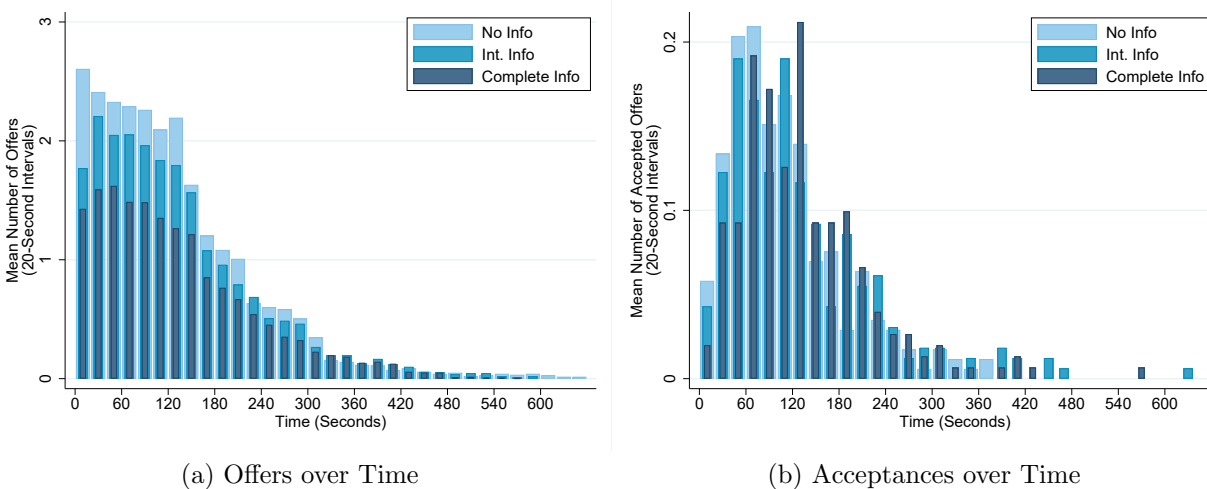 3
2
1
0
Mean Number of Offers
(20-Second Intervals)
No Info
Int. Info
Complete Info
0 60 120 180 240 300 360 420 480 540 600
Time (Seconds)
(a) Offers over Time
0.2
0.1
0
Mean Number of Accepted Offers
(20-Second Intervals)
No Info
Int. Info
Complete Info
0 60 120 180 240 300 360 420 480 540 600
Time (Seconds)
(b) Acceptances over Time